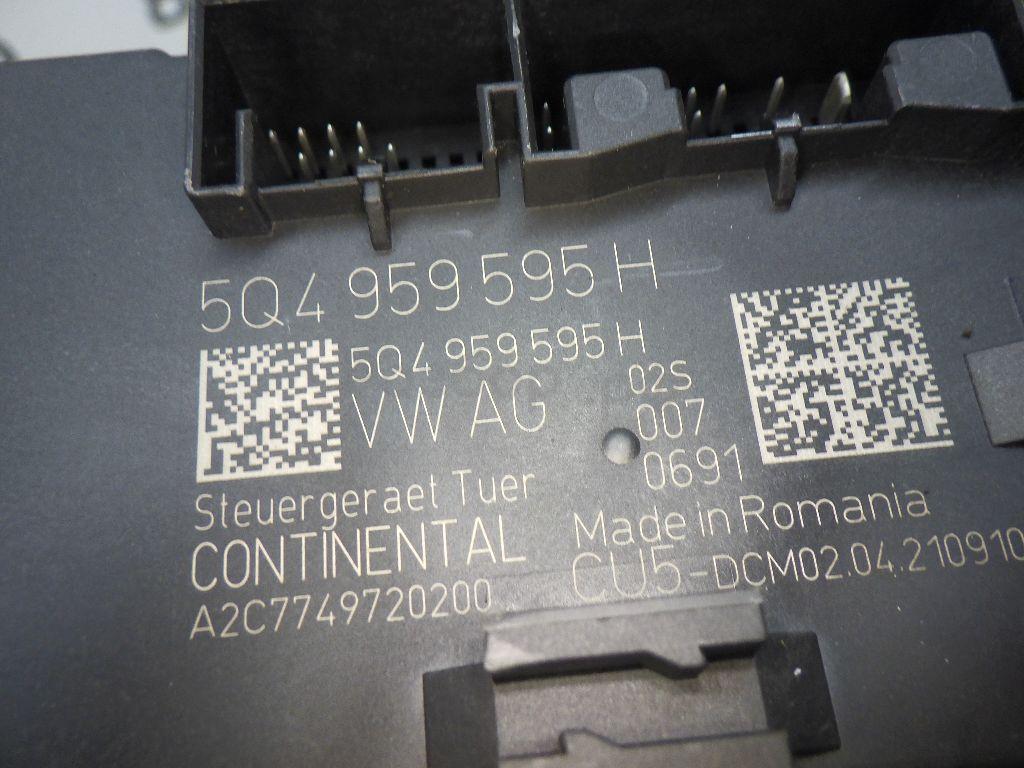 5Q4 959 595 H
5Q4 959 595 H
VW AG
02S
007
0691
Steuergeraet Tuer
CONTINENTAL
A2C7749720200
Made in Romania
CU5-DCM02.04.210910